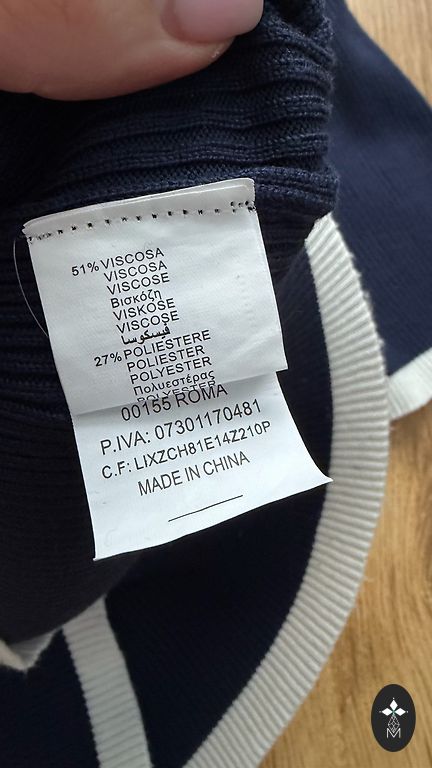 51% VISCOSA
VISCOSA
VISCOSE
Βισκόζη
VISKOSE
VISCOSE
فيسكوسا
27% POLIESTERE
POLIESTER
POLYESTER
Πολυεστέρας
POLYESTER
00155 ROMA
P.IVA: 07301170481
C.F: LIXZCH81E14Z210P
MADE IN CHINA
M